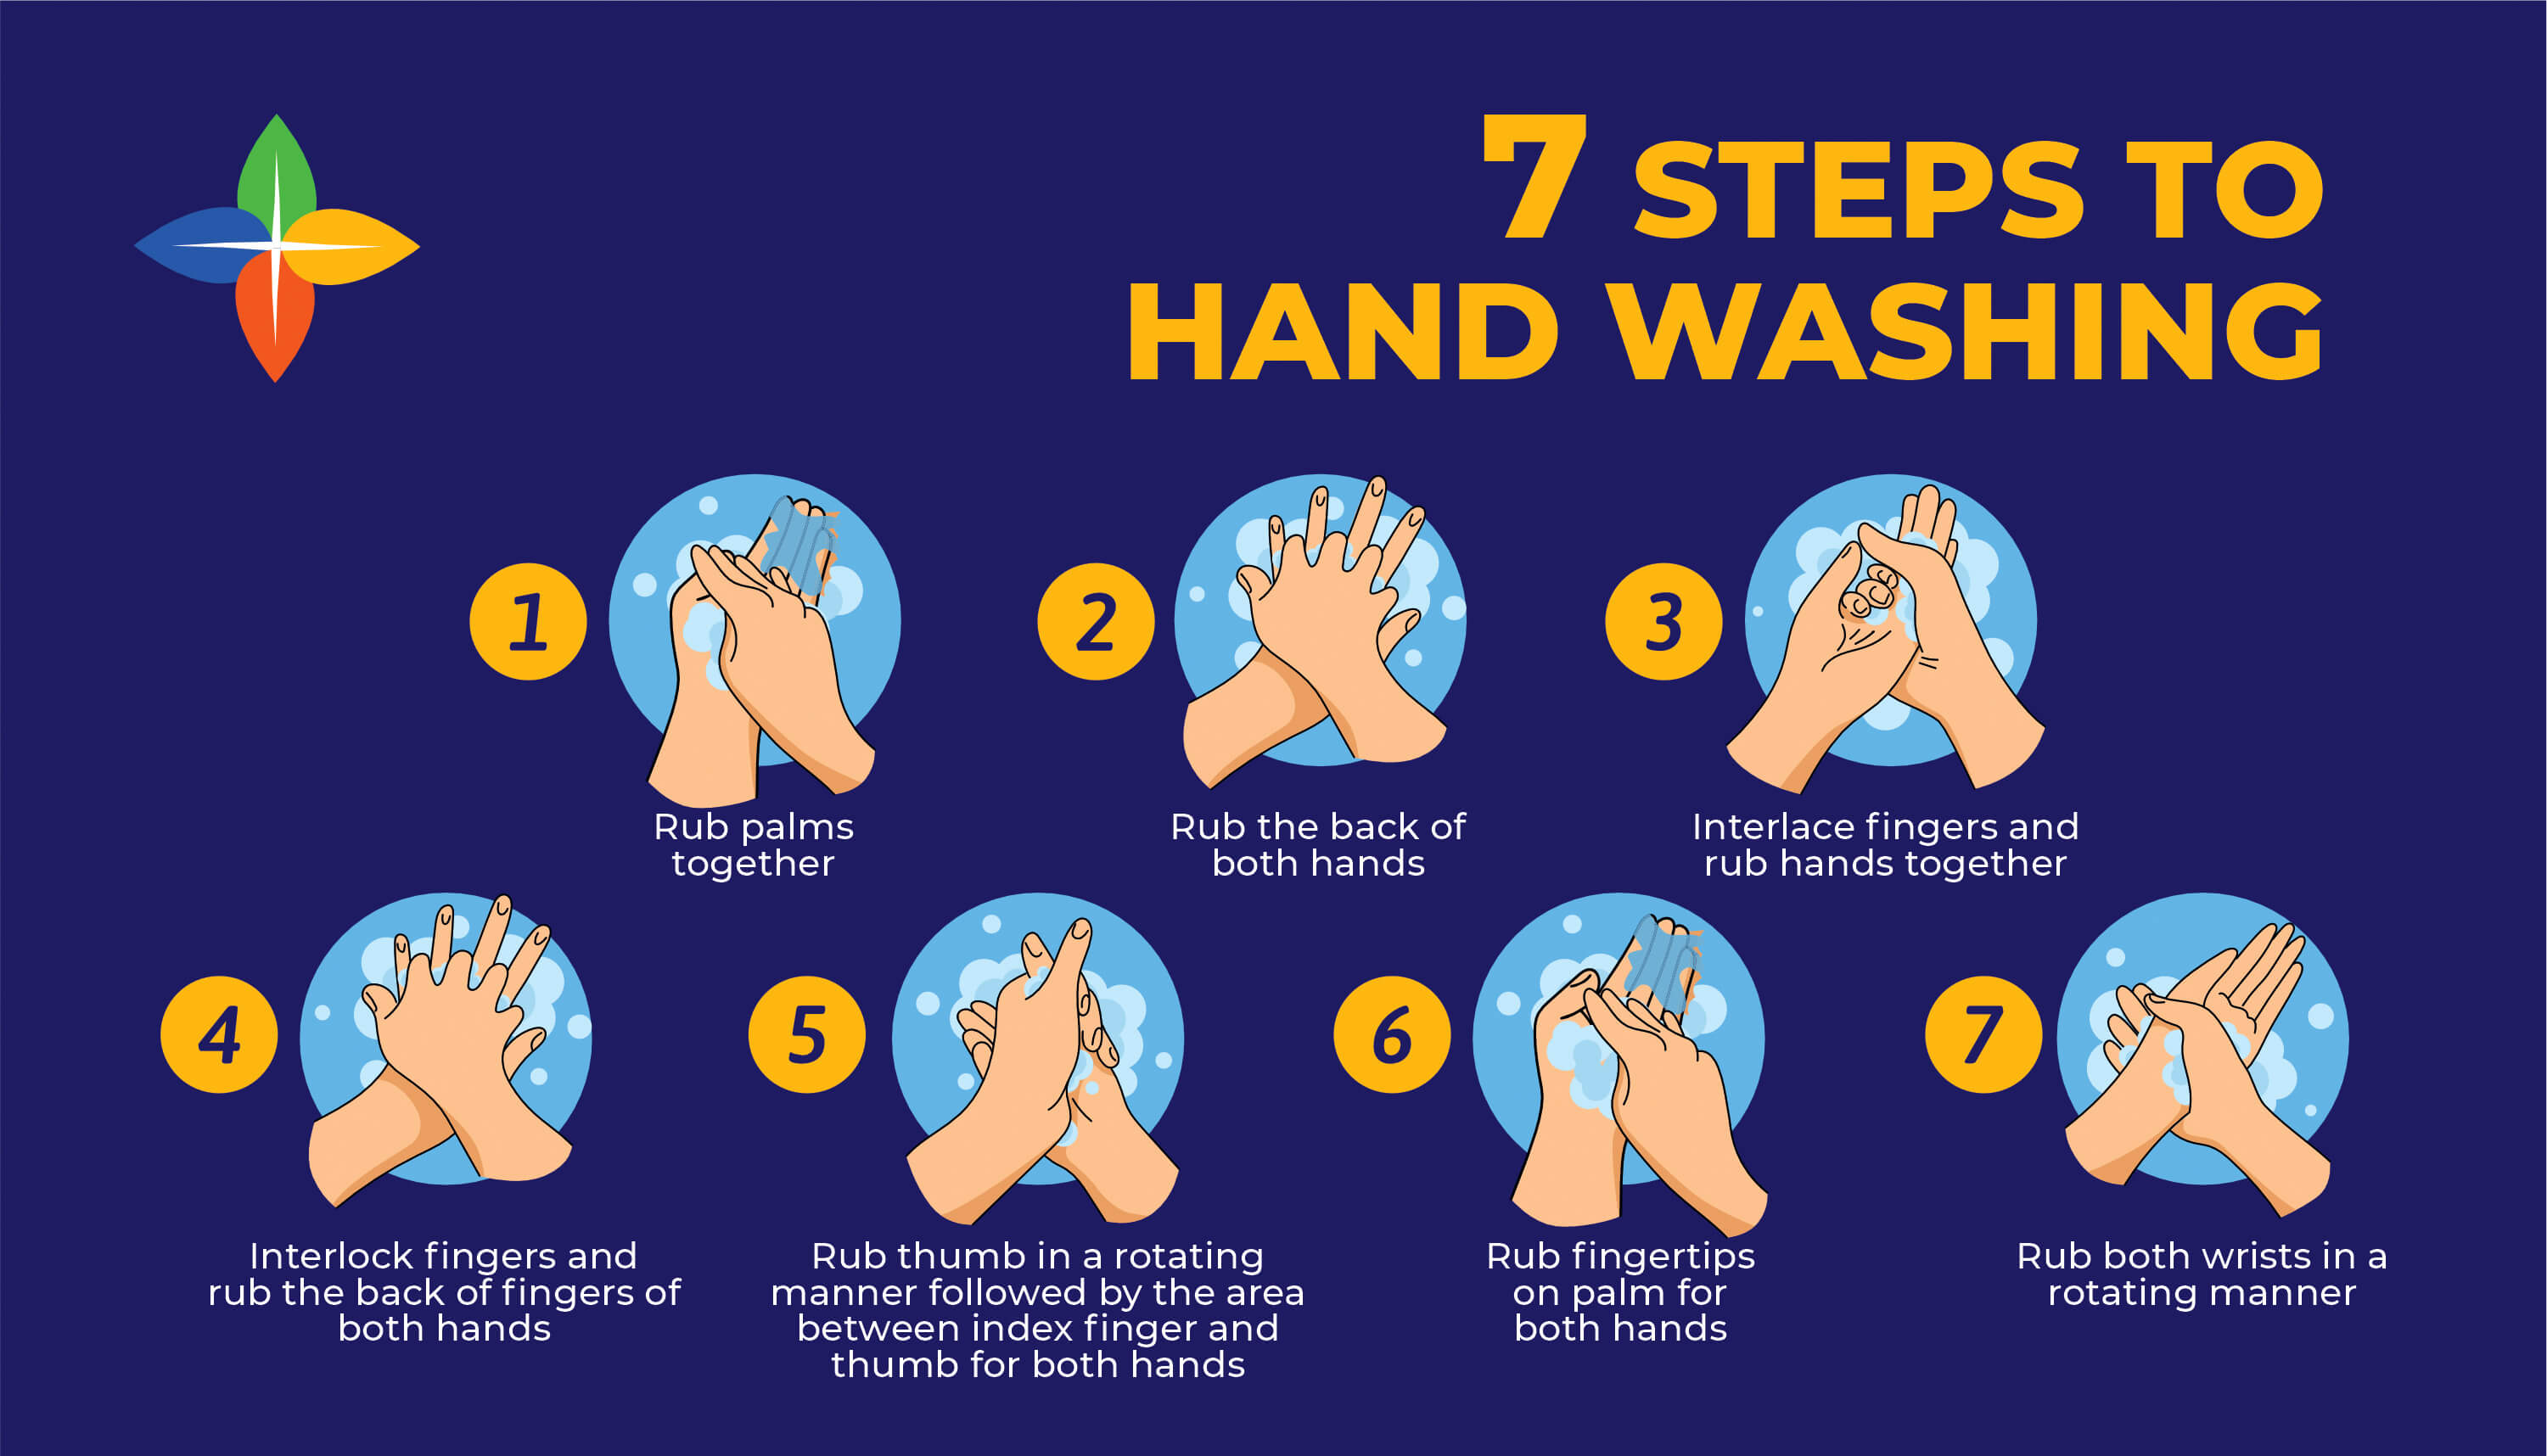 7 STEPS TO
HAND WASHING
1
Rub palms
together
2
Rub the back of
both hands
3
Interlace fingers and
rub hands together
4
Interlock fingers and
rub the back of fingers of
both hands
5
Rub thumb in a rotating
manner followed by the area
between index finger and
thumb for both hands
6
Rub fingertips
on palm for
both hands
7
Rub both wrists in a
rotating manner